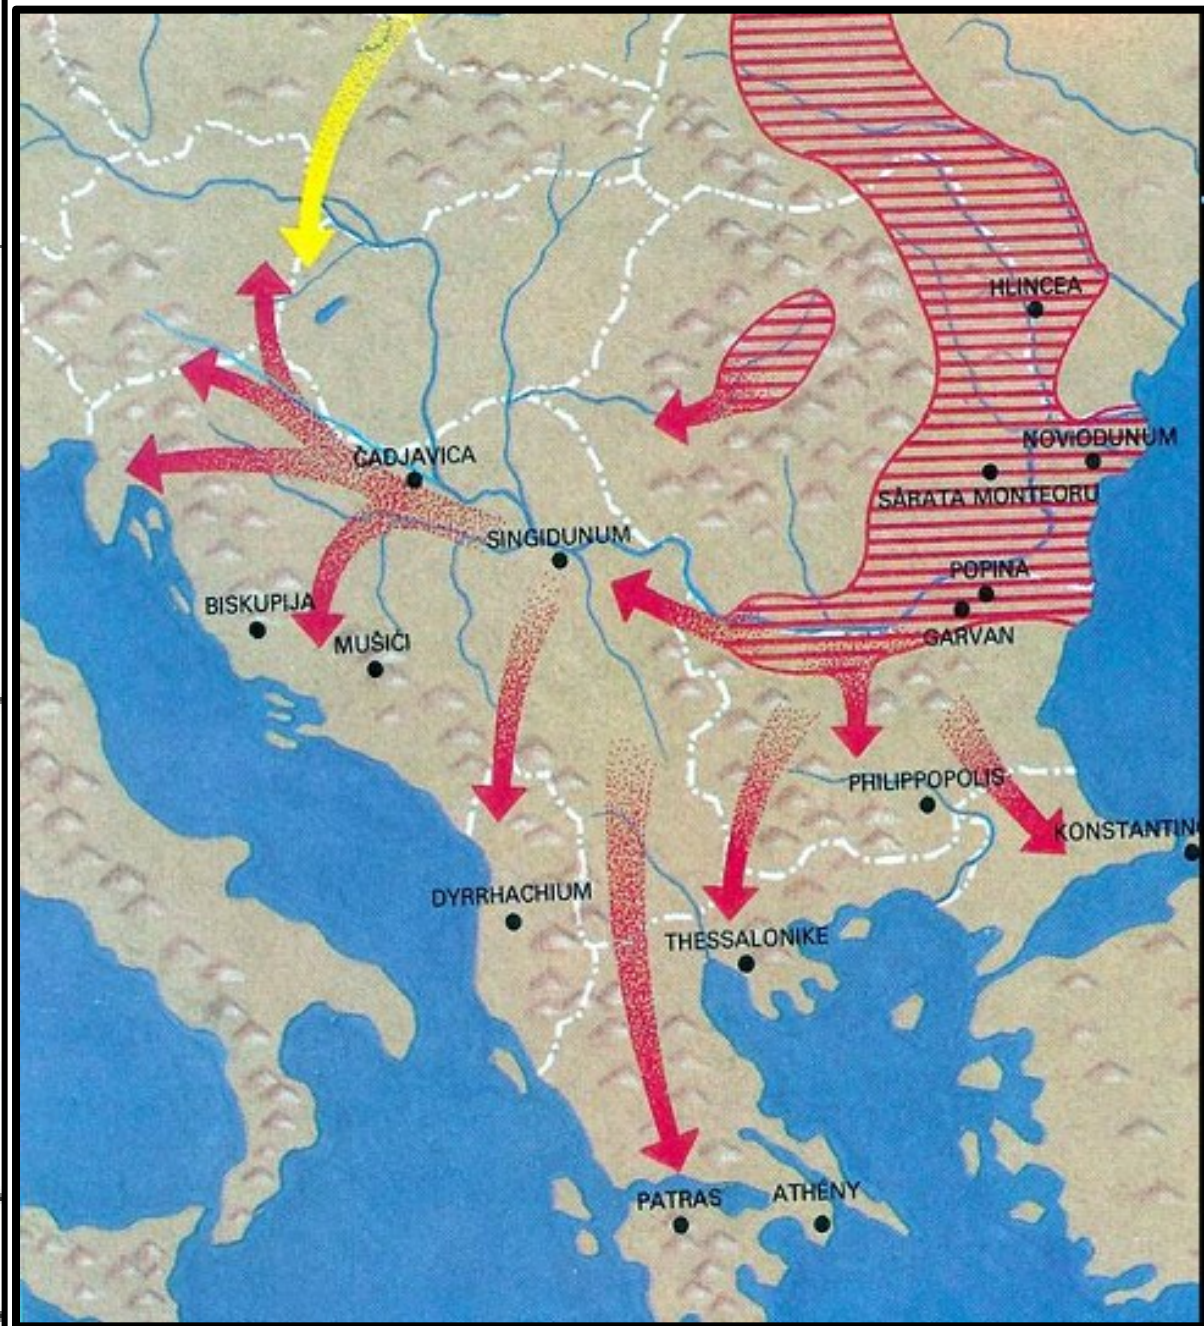 HLINCEA
NOVIODUNUM
ČADJAVICA
SĂRATA MONTEORU
SINGIDUNUM
POPINA
BISKUPIJA
GARVAN
MUŠIĆI
PHILIPPOPOLIS
KONSTANTIN
DYRRHACHIUM
THESSALONIKE
PATRAS
ATHÉNY